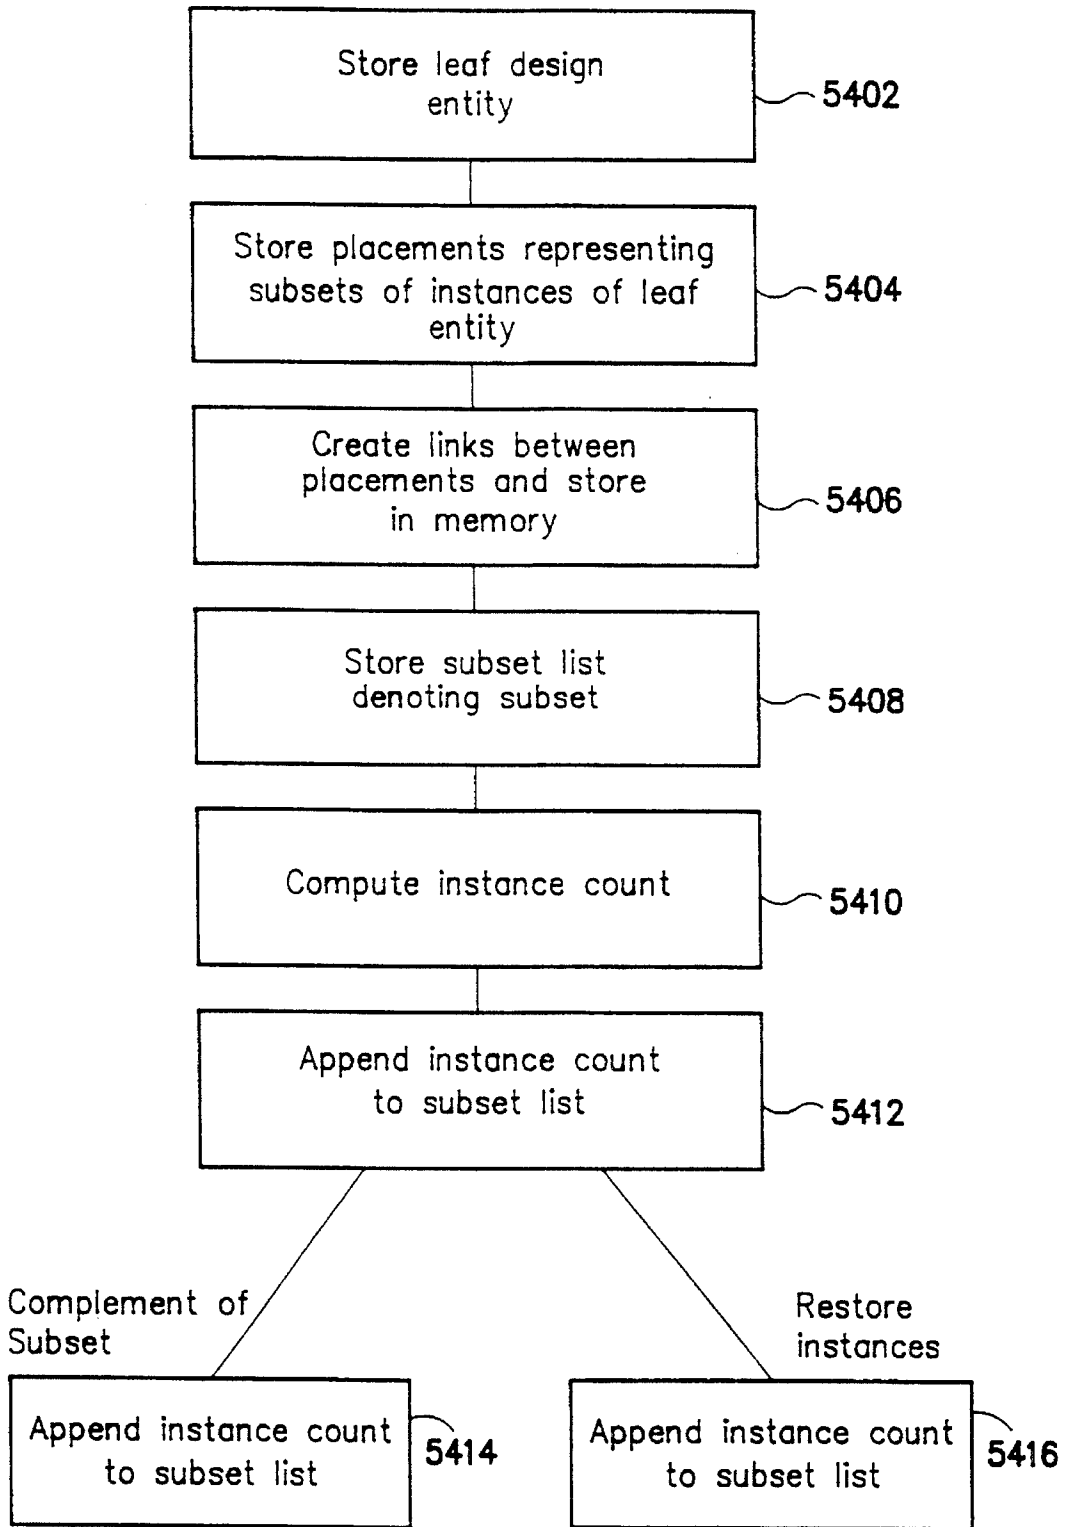 Store leaf design
entity
5402
Store placements representing
subsets of instances of leaf
entity
5404
Create links between
placements and store
in memory
5406
Store subset list
denoting subset
5408
Compute instance count
5410
Append instance count
to subset list
5412
Complement of
Subset
Restore
instances
Append instance count
to subset list
5414
Append instance count
to subset list
5416